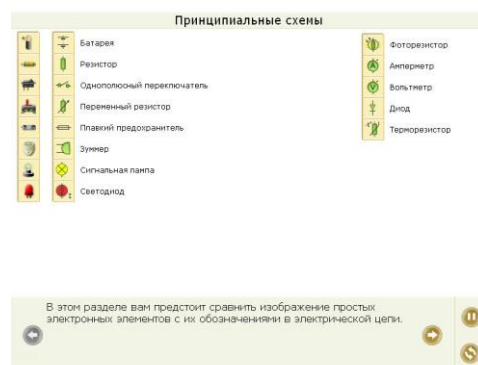 Принципиальные схемы
Батарея
Резистор
Однополюсный переключатель
Переменный резистор
Плавкий предохранитель
Зуммер
Сигнальная лампа
Светодиод
Фоторезистор
Амперметр
Вольтметр
Диод
Терморезистор
В этом разделе вам предстоит сравнить изображение простых
электронных элементов с их обозначениями в электрической цепи.